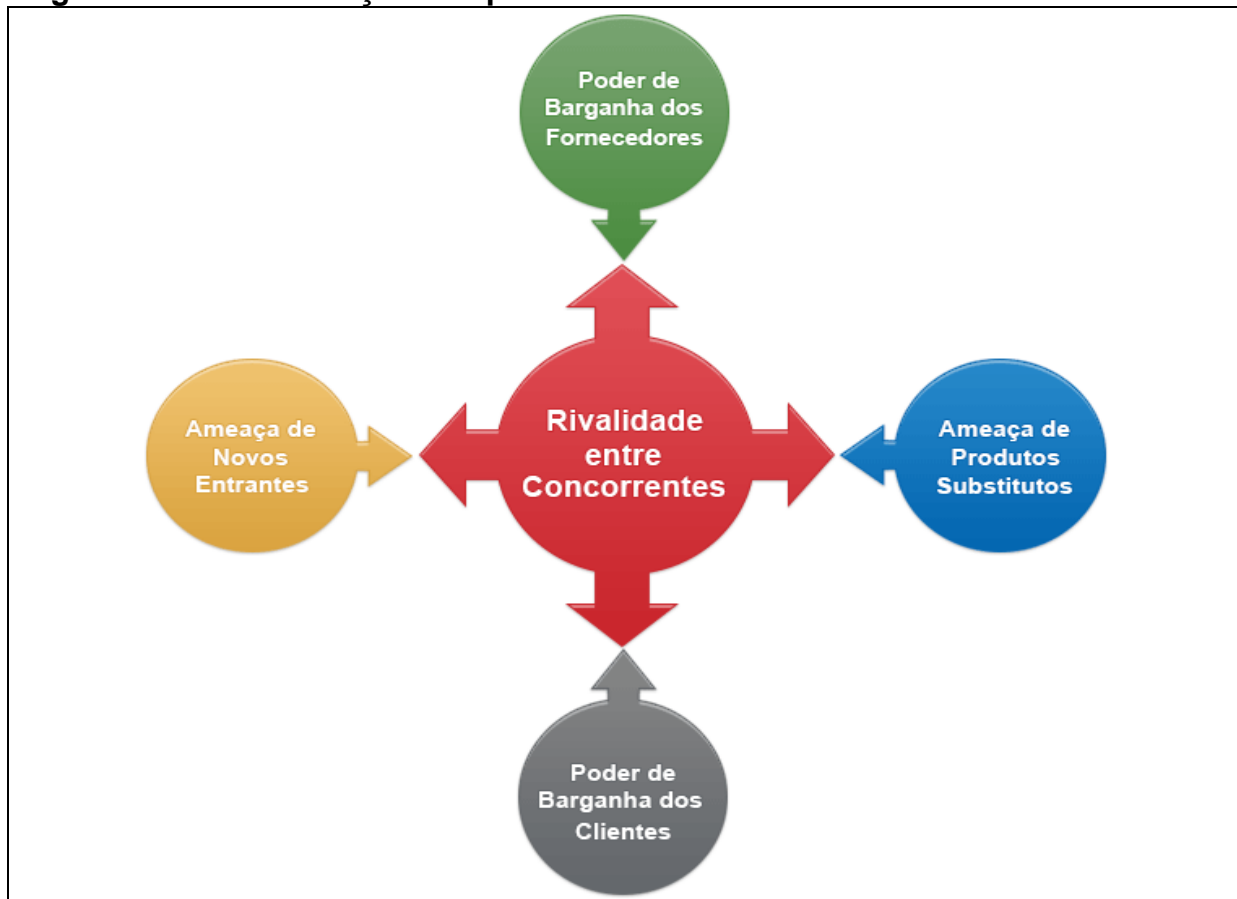 Poder de
Barganha dos
Fornecedores
Ameaça de
Novos
Entrantes
Rivalidade
entre
Concorrentes
Ameaça de
Produtos
Substitutos
Poder de
Barganha dos
Clientes